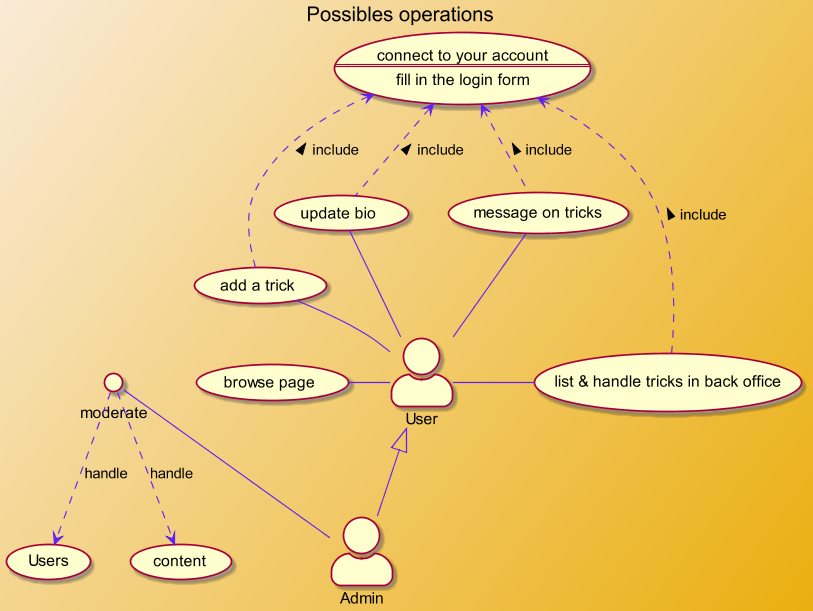 Possibles operations
connect to your account
fill in the login form
include
include
include
include
update bio
message on tricks
add a trick
browse page
list & handle tricks in back office
User
moderate
handle
handle
Users
content
Admin